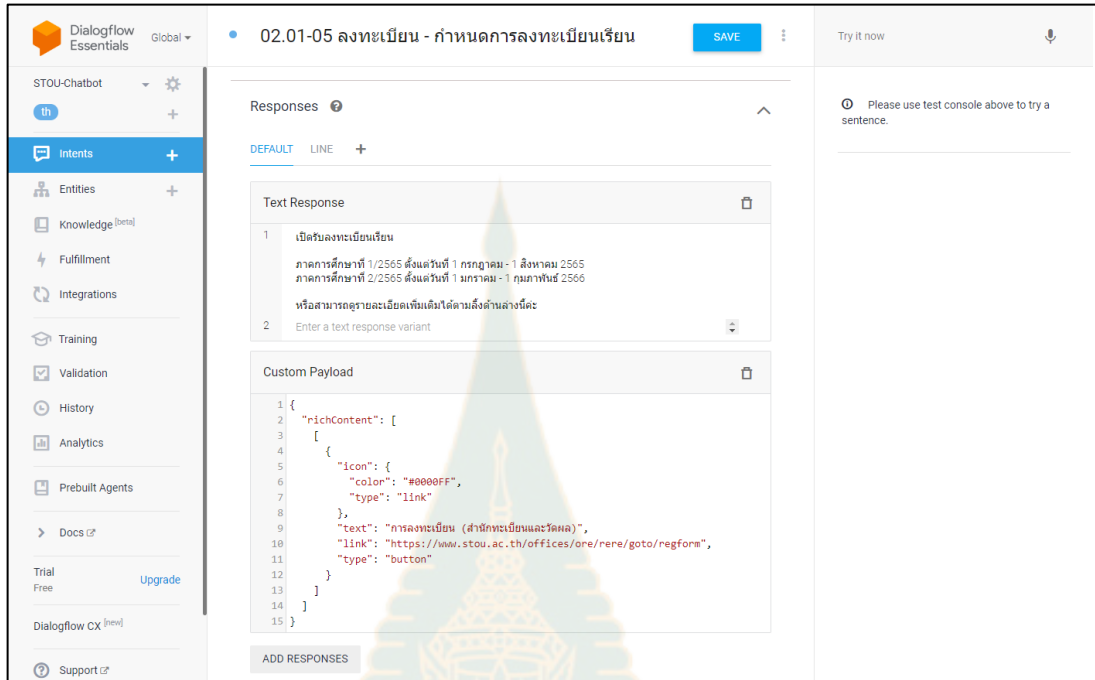 Dialogflow
Essentials
Global
02.01-05 ลงทะเบียน - กำหนดการลงทะเบียนเรียน
SAVE
Try it now
STOU-Chatbot
th
Intents
Entities
Knowledge [beta]
Fulfillment
Integrations
Training
Validation
History
Analytics
Prebuilt Agents
Docs
Trial
Free
Upgrade
Dialogflow CX [new]
Support
Responses
DEFAULT LINE
Text Response
1 เปิดรับลงทะเบียนเรียน
ภาคการศึกษาที่ 1/2565 ตั้งแต่วันที่ 1 กรกฎาคม - 1 สิงหาคม 2565
ภาคการศึกษาที่ 2/2565 ตั้งแต่วันที่ 1 มกราคม - 1 กุมภาพันธ์ 2566
หรือสามารถดูรายละเอียดเพิ่มเติมได้ตามลิ้งด้านล่างนี้ค่ะ
2 Enter a text response variant
Custom Payload
1 {
2 "richContent": [
3 [
4 {
5 "icon": {
6 "color": "#0000FF",
7 "type": "link"
8 },
9 "text": "การลงทะเบียน (สำนักทะเบียนและวัดผล)",
10 "link": "https://www.stou.ac.th/offices/ore/rere/goto/regform",
11 "type": "button"
12 }
13 ]
14 ]
15 }
ADD RESPONSES
Please use test console above to try a
sentence.